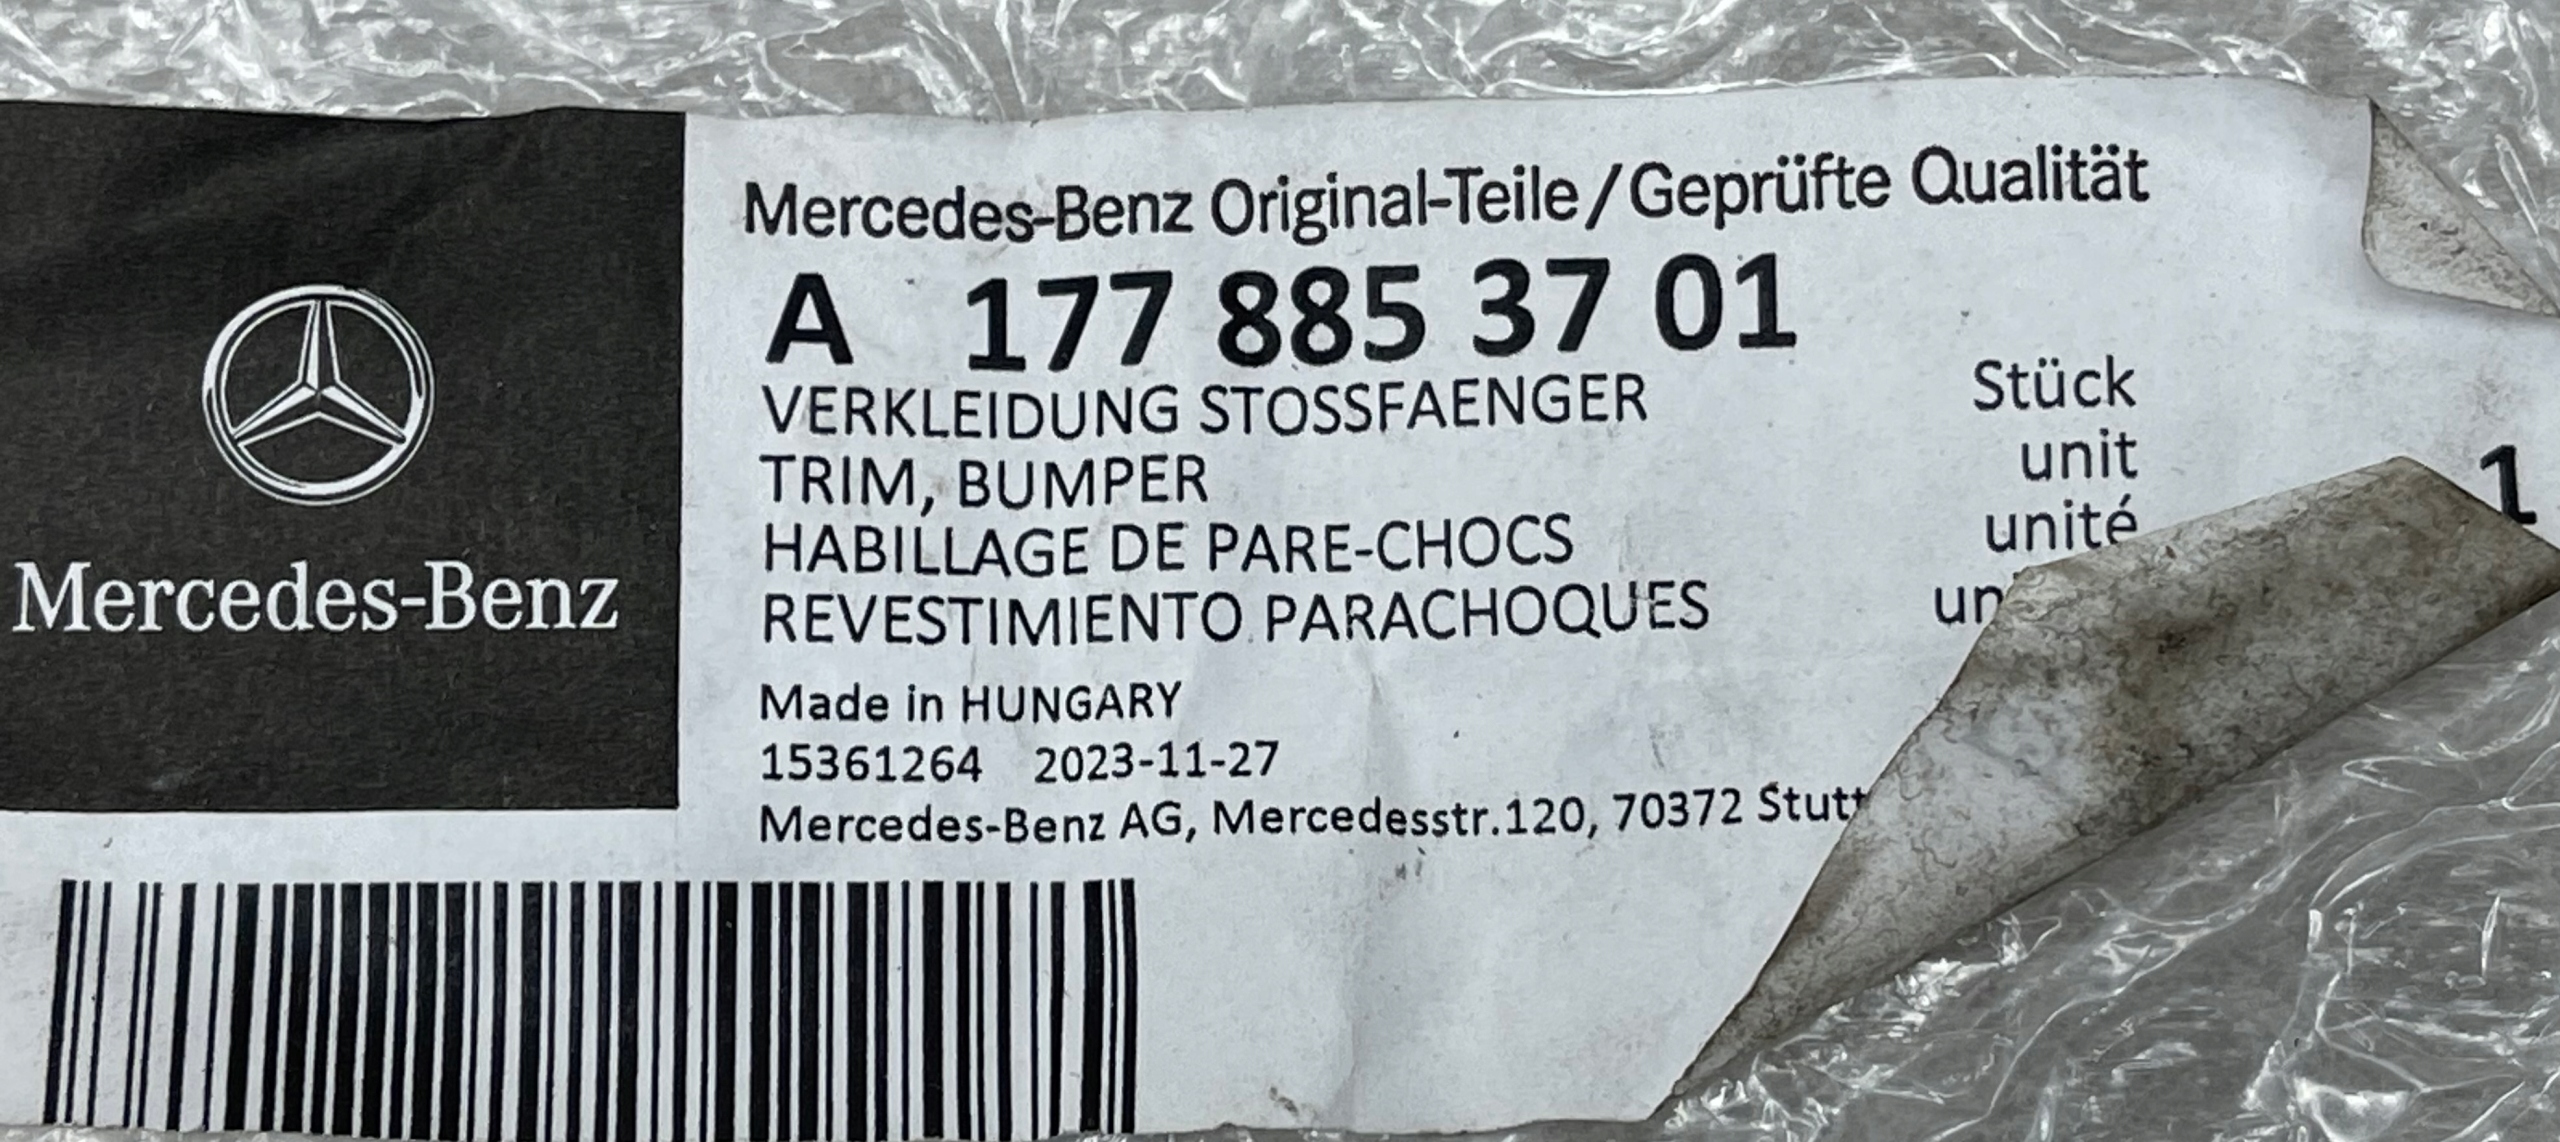 Mercedes-Benz
Mercedes-Benz Original-Teile/Geprüfte Qualität
A 177 885 37 01
VERKLEIDUNG STOSSFAENGER
TRIM, BUMPER
HABILLAGE DE PARE-CHOCS
REVESTIMIENTO PARACHOQUES
Stück
unit
unité
1
Made in HUNGARY
15361264 2023-11-27
Mercedes-Benz AG, Mercedesstr.120, 70372